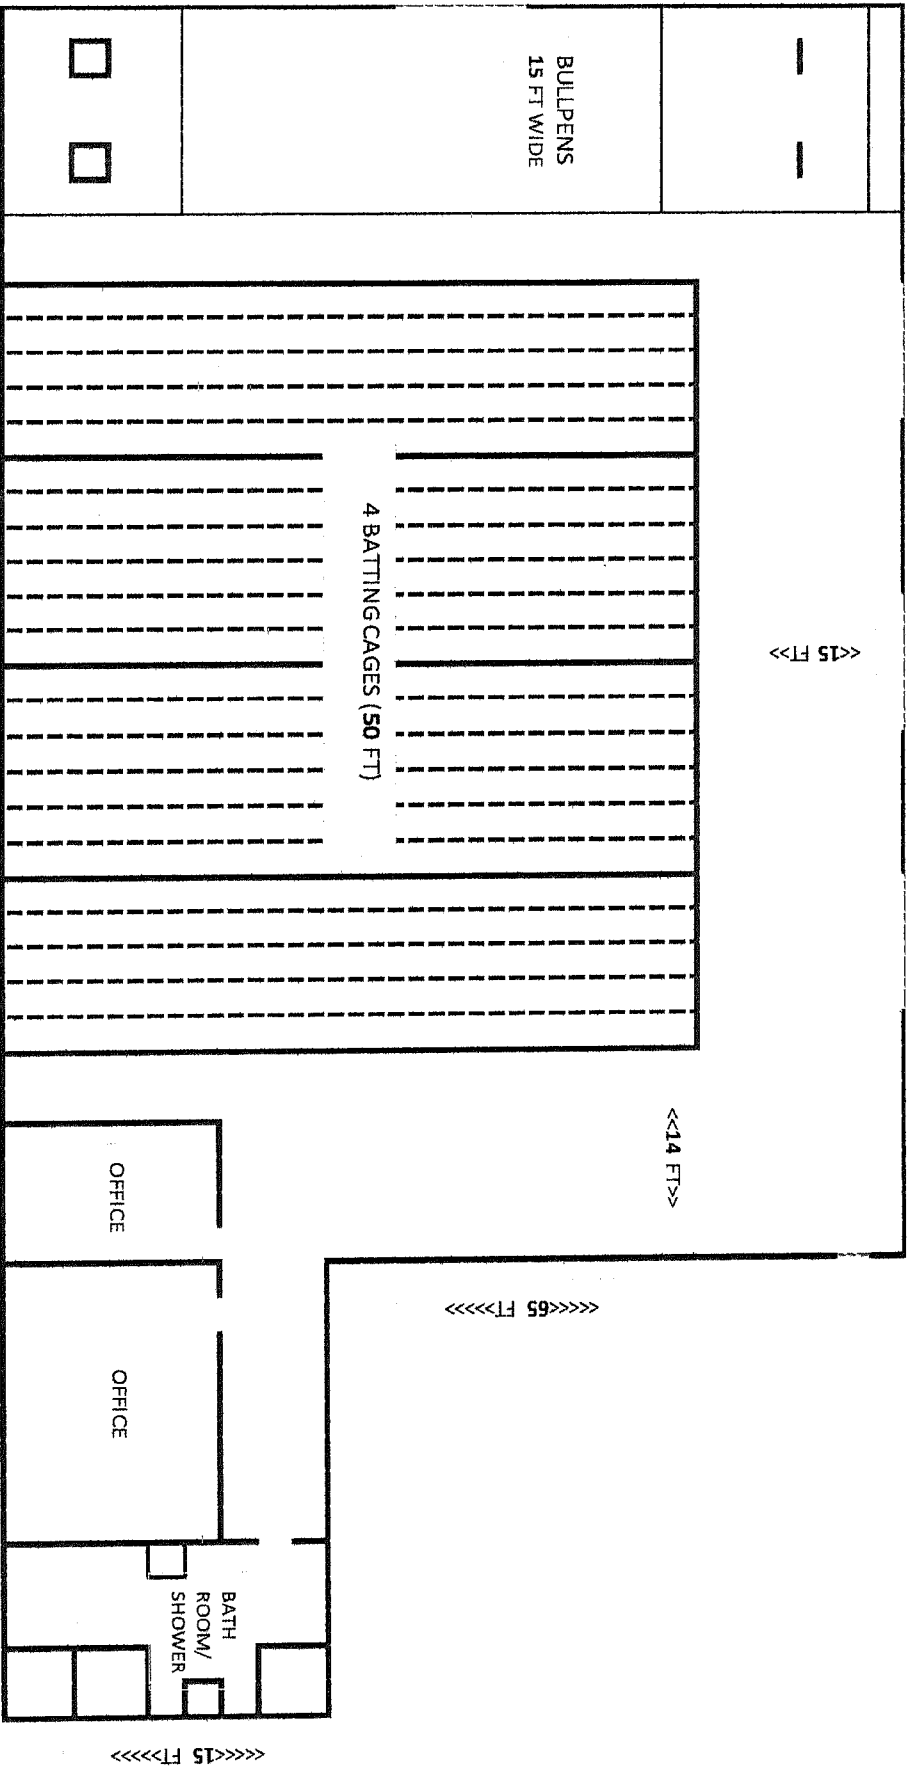 BULLPENS
15 FT WIDE
<<15 FT>>
4 BATTING CAGES (50 FT)
<<14 FT>>
OFFICE
<<<<<65 FT>>>>>
OFFICE
BATH
ROOM/
SHOWER
<<<<<15 FT>>>>>